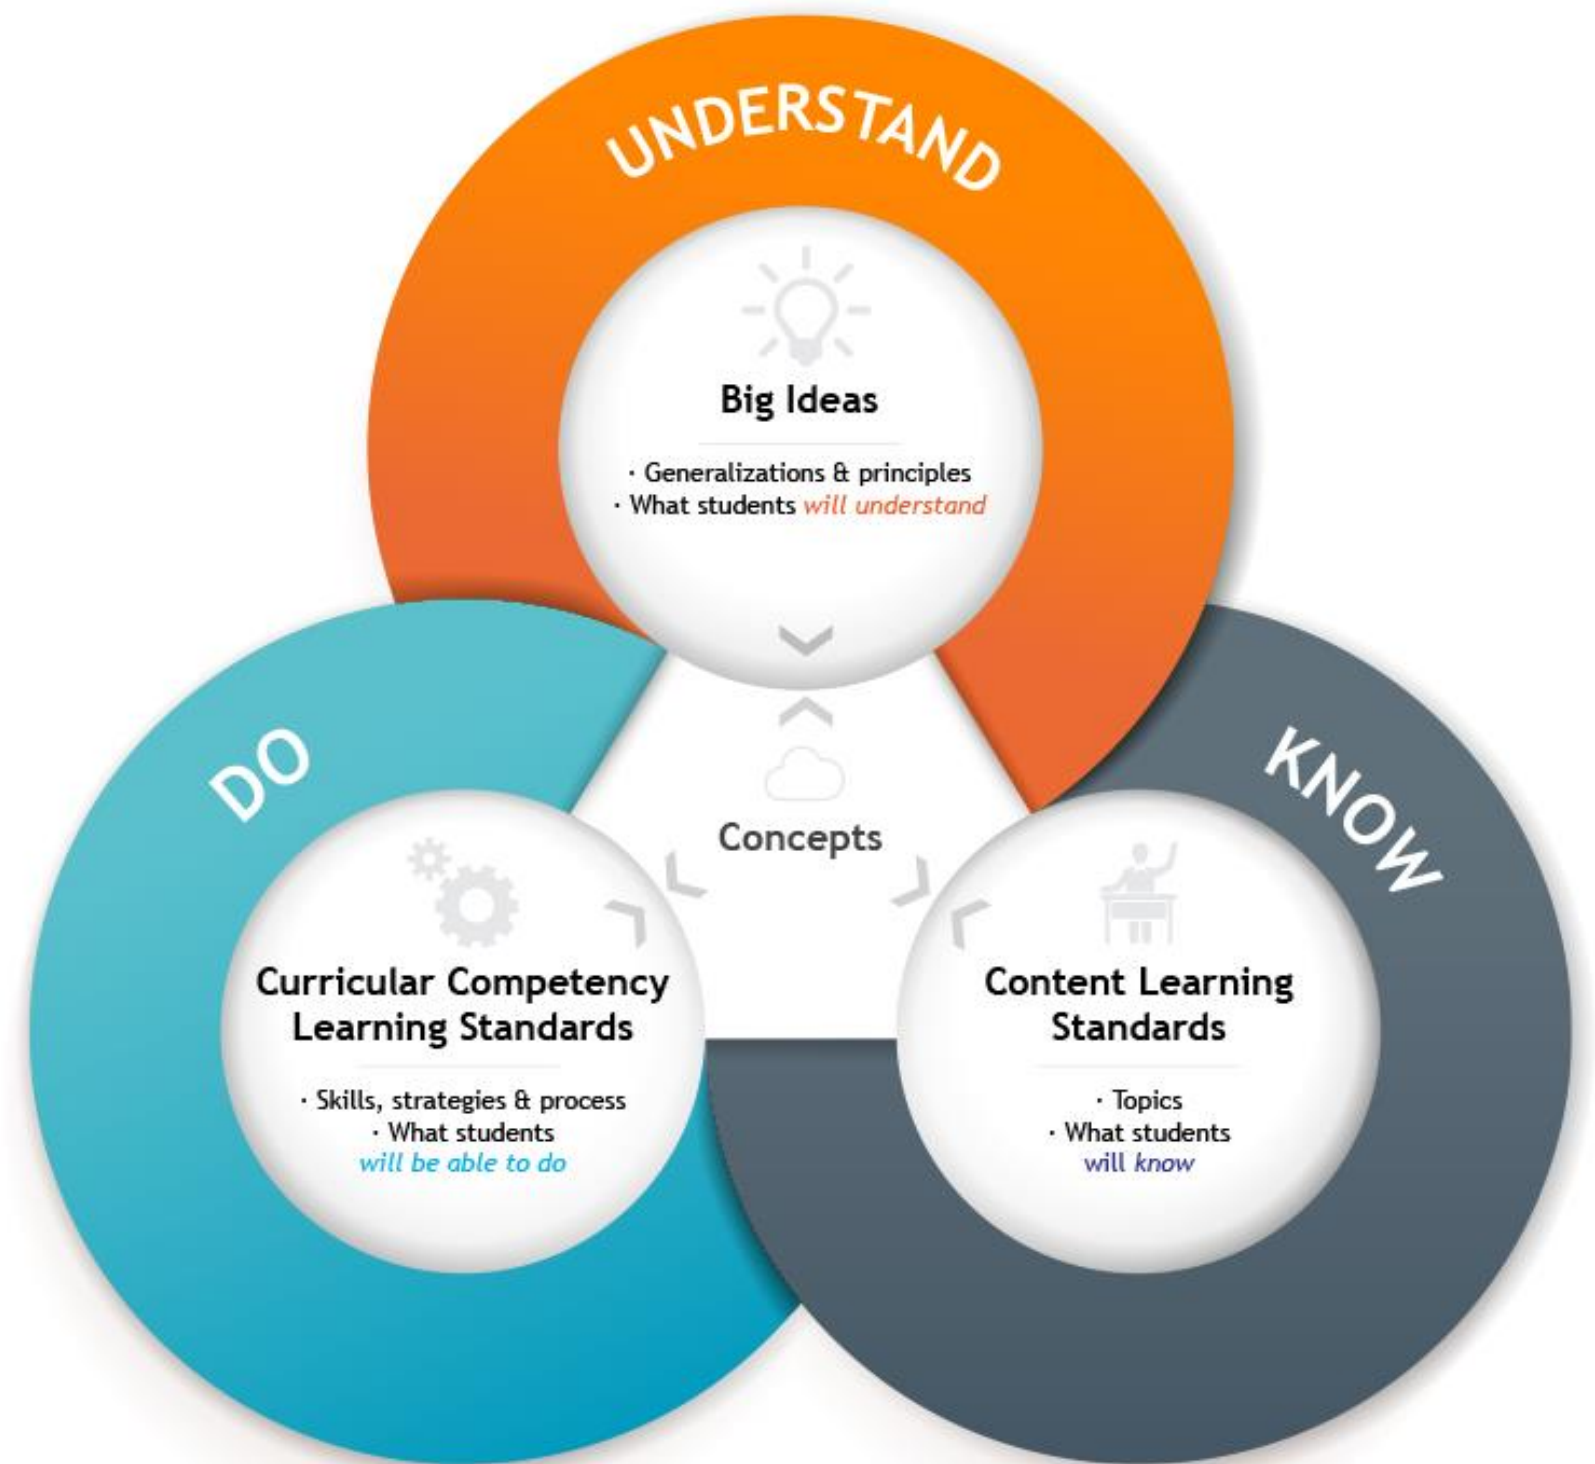 UNDERSTAND
Big Ideas
· Generalizations & principles
· What students will understand
DO
KNOW
Concepts
Curricular Competency
Learning Standards
· Skills, strategies & process
· What students
will be able to do
Content Learning
Standards
· Topics
· What students
will know